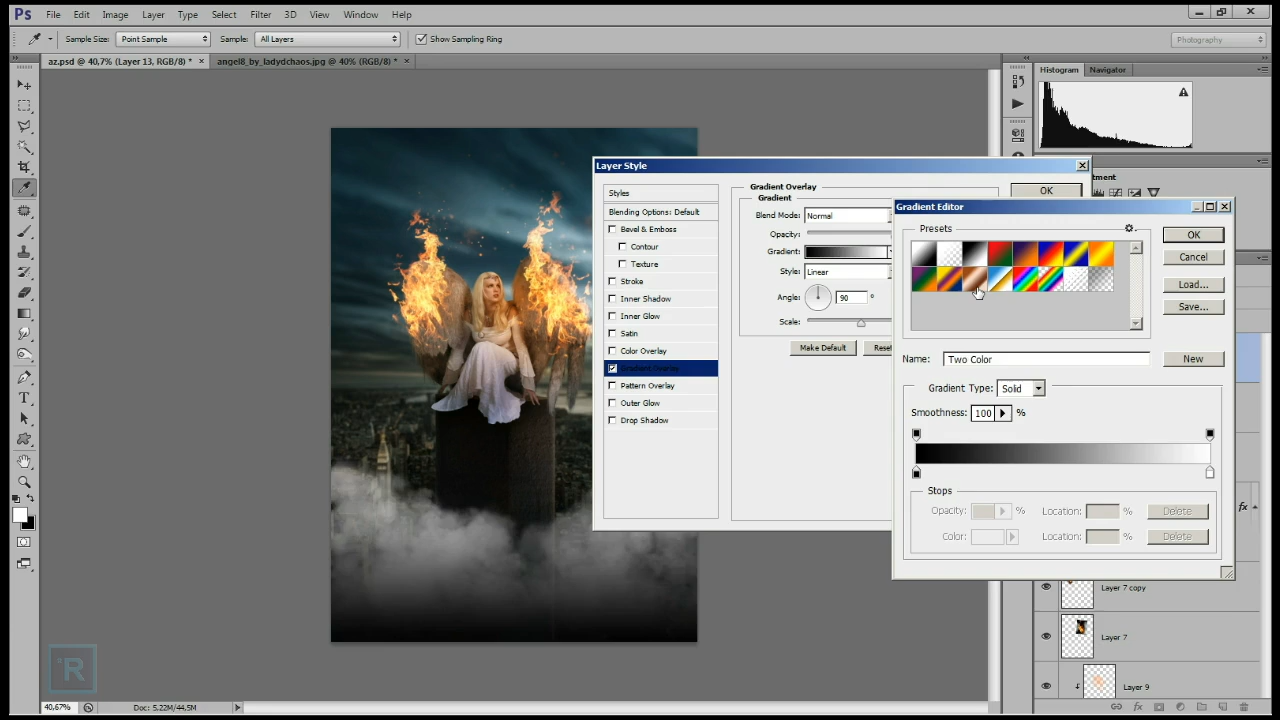 Ps File Edit Image Layer Type Select Filter 3D View Window Help
Sample Size: Point Sample Sample: All Layers Show Sampling Ring Photography
az.psd @ 40,7% (Layer 13, RGB/8) * × angel8_by_ladydchaos.jpg @ 40% (RGB/8) * ×
Histogram Navigator
Layer Style
Styles
Blending Options: Default
Bevel & Emboss
Contour
Texture
Stroke
Inner Shadow
Inner Glow
Satin
Color Overlay
Gradient Overlay
Pattern Overlay
Outer Glow
Drop Shadow
Gradient Overlay
Gradient
Blend Mode: Normal
Opacity:
Gradient:
Style: Linear
Angle: 90 °
Scale:
Make Default Reset
OK
tment
Gradient Editor
Presets
OK
Cancel
Load...
Save...
Name: Two Color New
Gradient Type: Solid
Smoothness: 100 %
Stops
Opacity: % Location: % Delete
Color: Location: % Delete
fx
Layer 7 copy
Layer 7
Layer 9
fx
R
40,67% Doc: 5.22M/44,5M